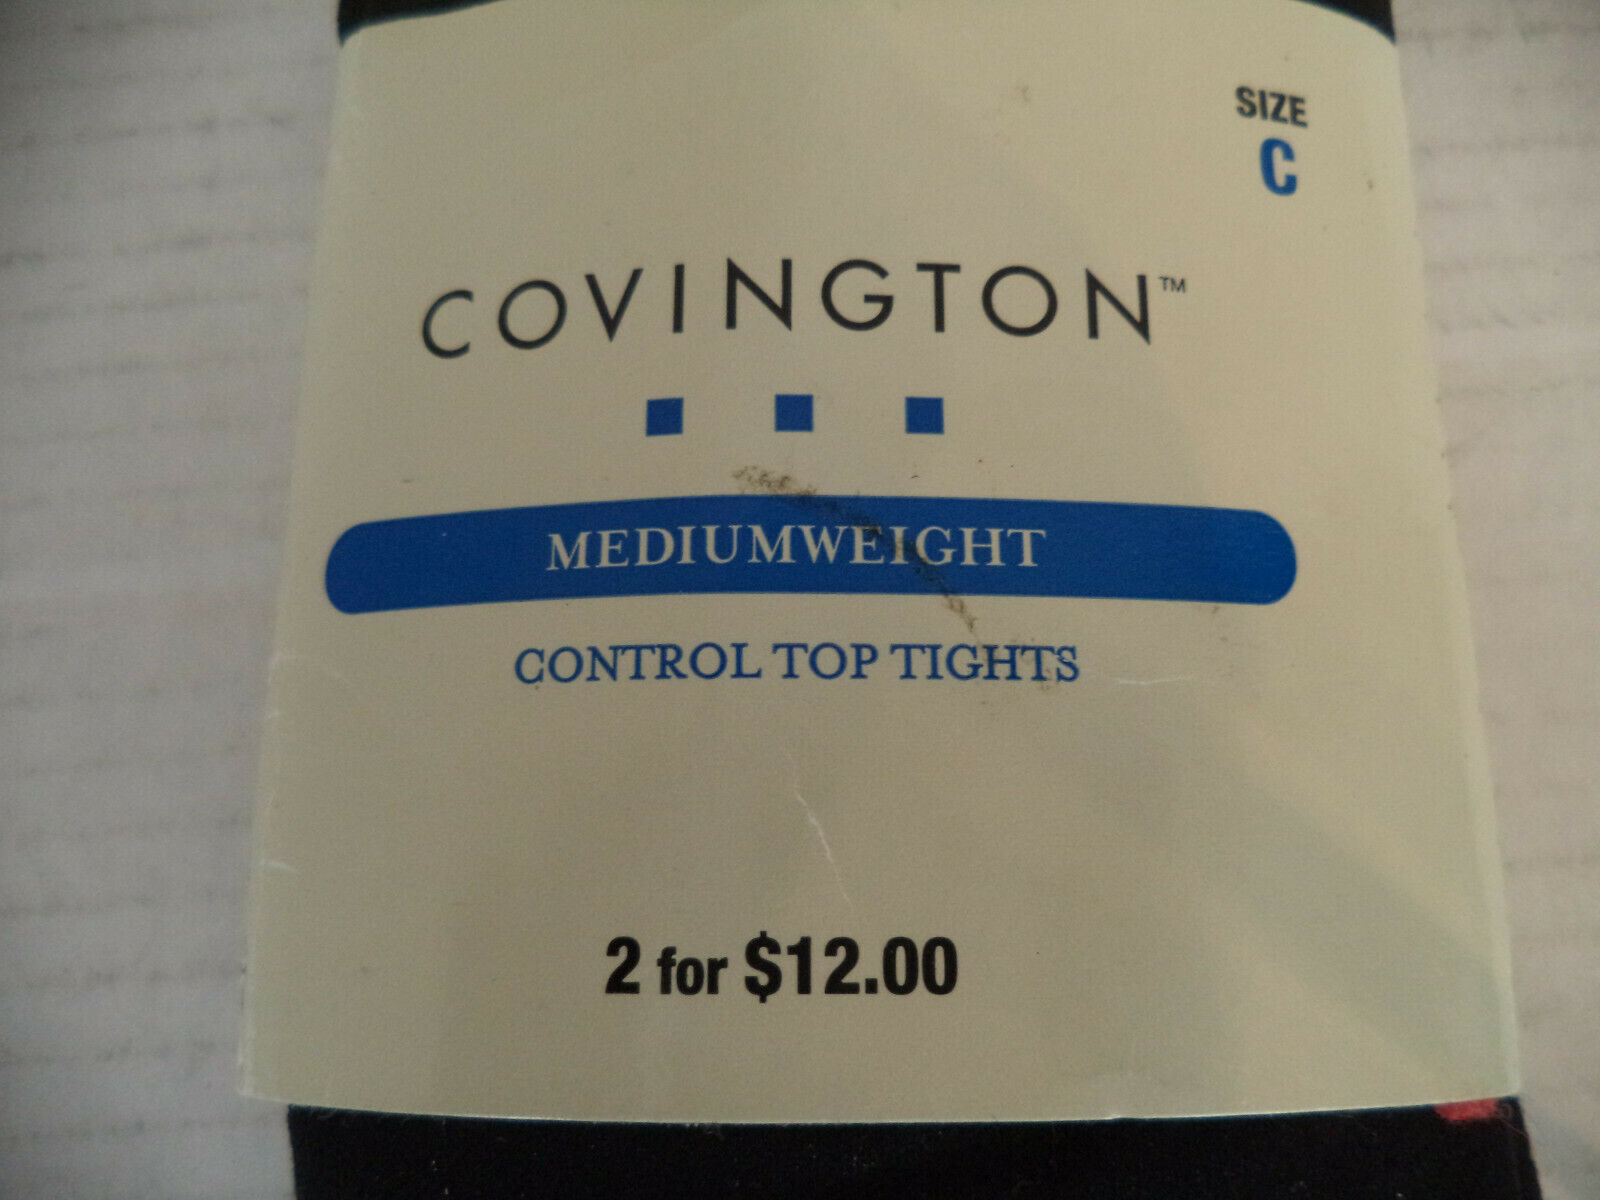 SIZE
C
COVINGTON™
MEDIUMWEIGHT
CONTROL TOP TIGHTS
2 for $12.00